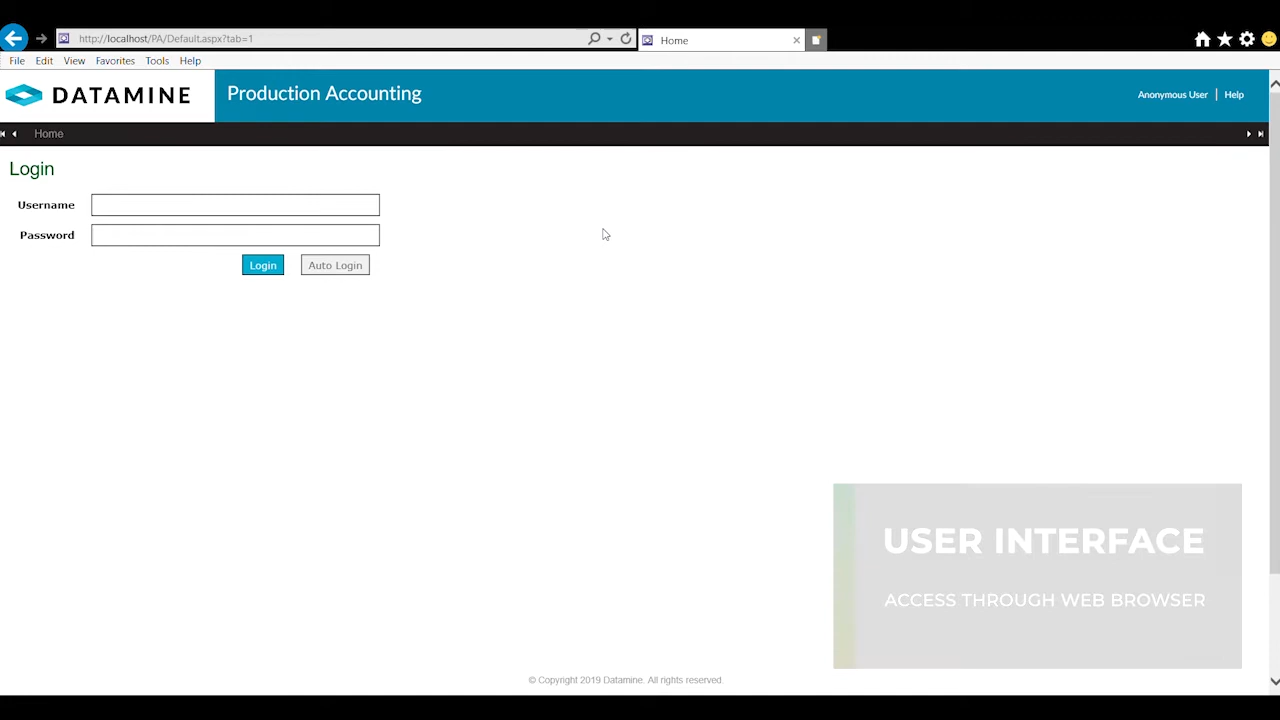 http://localhost/PA/Default.aspx?tab=1
Home
File Edit View Favorites Tools Help
DATAMINE
Production Accounting
Anonymous User | Help
Home
Login
Username
Password
Login
Auto Login
USER INTERFACE
ACCESS THROUGH WEB BROWSER
© Copyright 2019 Datamine. All rights reserved.